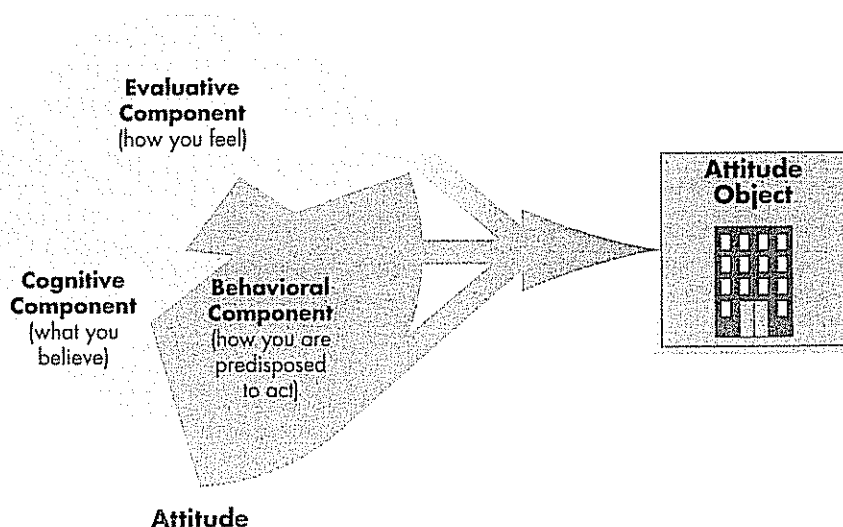 Evaluative
Component
(how you feel)
Attitude
Object
Cognitive
Component
(what you
believe)
Behavioral
Component
(how you are
predisposed
to act)
Attitude